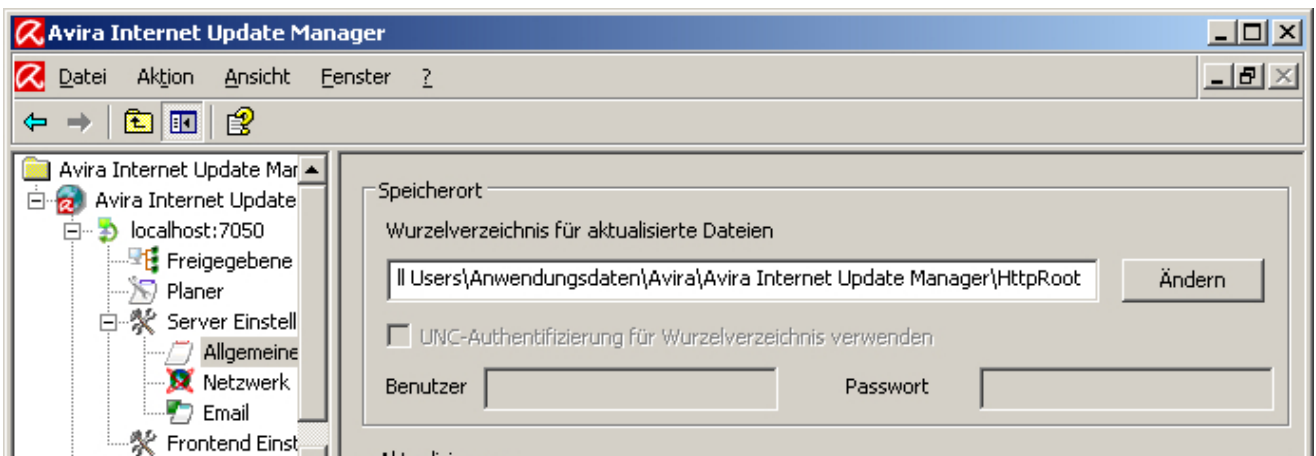 Avira Internet Update Manager
Datei Aktion Ansicht Fenster ?
Avira Internet Update Mar
Avira Internet Update
localhost:7050
Freigegebene
Planer
Server Einstell
Allgemeine
Netzwerk
Email
Frontend Einst
Speicherort
Wurzelverzeichnis für aktualisierte Dateien
ll Users\Anwendungsdaten\Avira\Avira Internet Update Manager\HttpRoot Ändern
UNC-Authentifizierung für Wurzelverzeichnis verwenden
Benutzer Passwort